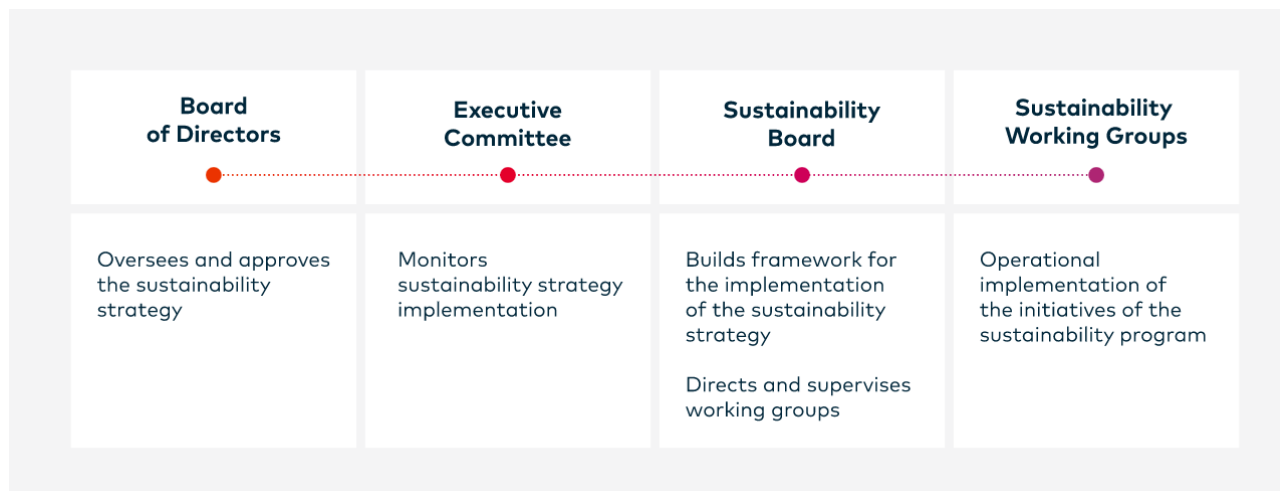 Board
of Directors
Executive
Committee
Sustainability
Board
Sustainability
Working Groups
Oversees and approves
the sustainability
strategy
Monitors
sustainability strategy
implementation
Builds framework for
the implementation
of the sustainability
strategy
Directs and supervises
working groups
Operational
implementation of
the initiatives of the
sustainability program